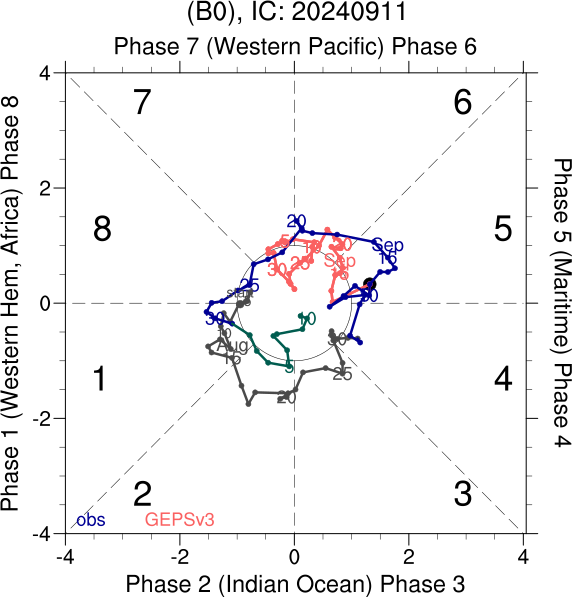 (B0), IC: 20240911
Phase 7 (Western Pacific) Phase 6
Phase 1 (Western Hem, Africa) Phase 8
Phase 5 (Maritime) Phase 4
4
2
0
-2
-4
7
6
8
5
1
4
2
3
20
5
Sep
15
25
30
30
Sep
start
Aug
10
5
20
25
obs
GEPSv3
-4
-2
0
2
4
Phase 2 (Indian Ocean) Phase 3